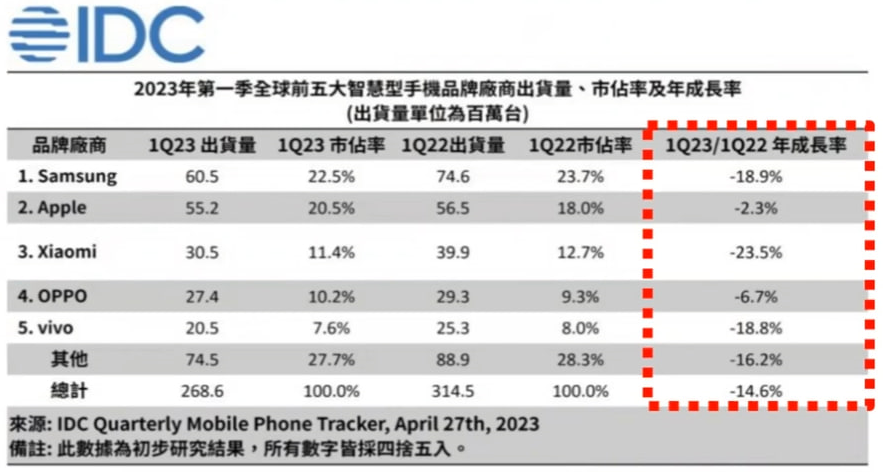 IDC
2023年第一季全球前五大智慧型手機品牌廠商出貨量、市佔率及年成長率
(出貨量單位為百萬台)
品牌廠商 1Q23 出貨量 1Q23 市佔率 1Q22出貨量 1Q22市佔率 1Q23/1Q22 年成長率
1. Samsung 60.5 22.5% 74.6 23.7% -18.9%
2. Apple 55.2 20.5% 56.5 18.0% -2.3%
3. Xiaomi 30.5 11.4% 39.9 12.7% -23.5%
4. OPPO 27.4 10.2% 29.3 9.3% -6.7%
5. vivo 20.5 7.6% 25.3 8.0% -18.8%
其他 74.5 27.7% 88.9 28.3% -16.2%
總計 268.6 100.0% 314.5 100.0% -14.6%
來源: IDC Quarterly Mobile Phone Tracker, April 27th, 2023
備註: 此數據為初步研究結果，所有數字皆採四捨五入。